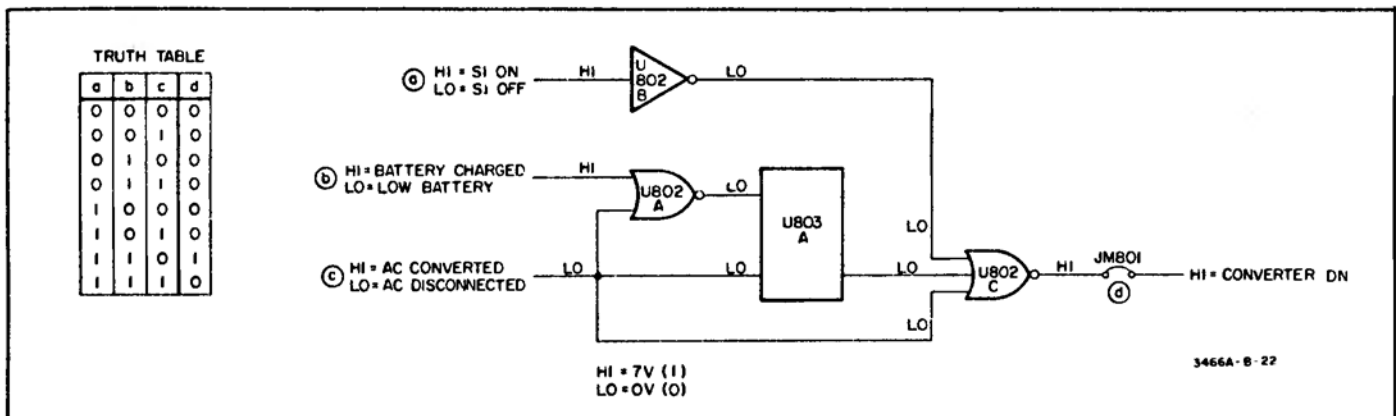 TRUTH TABLE
a b c d
0 0 0 0
0 0 1 0
0 1 0 0
0 1 1 0
1 0 0 0
1 0 1 0
1 1 0 1
1 1 1 0
a HI = S1 ON
LO = S1 OFF
HI
U
802
B
LO
b HI = BATTERY CHARGED
LO = LOW BATTERY
HI
U802
A
LO
U803
A
c HI = AC CONVERTED
LO = AC DISCONNECTED
LO
LO
LO
LO
LO
U802
C
HI
JM801
d
HI = CONVERTER DN
HI = 7V (1)
LO = 0V (0)
3466A-B-22